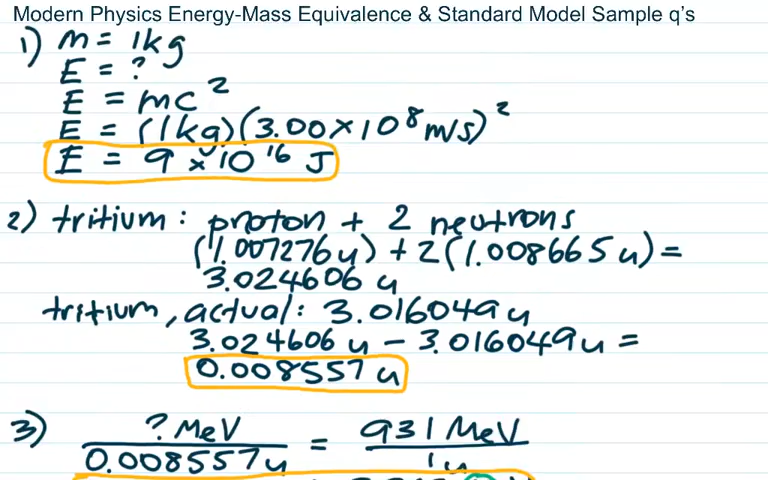 Modern Physics Energy-Mass Equivalence & Standard Model Sample q's
1) m = 1kg
E = ?
E = mc²
E = (1kg)(3.00×10⁸ m/s)²
E = 9 × 10¹⁶ J
2) tritium: proton + 2 neutrons
(1.007276u) + 2(1.008665u) =
3.024606 u
tritium, actual: 3.016049u
3.024606 u - 3.016049u =
0.008557 u
3) ? MeV / 0.008557u = 931 MeV / 1u